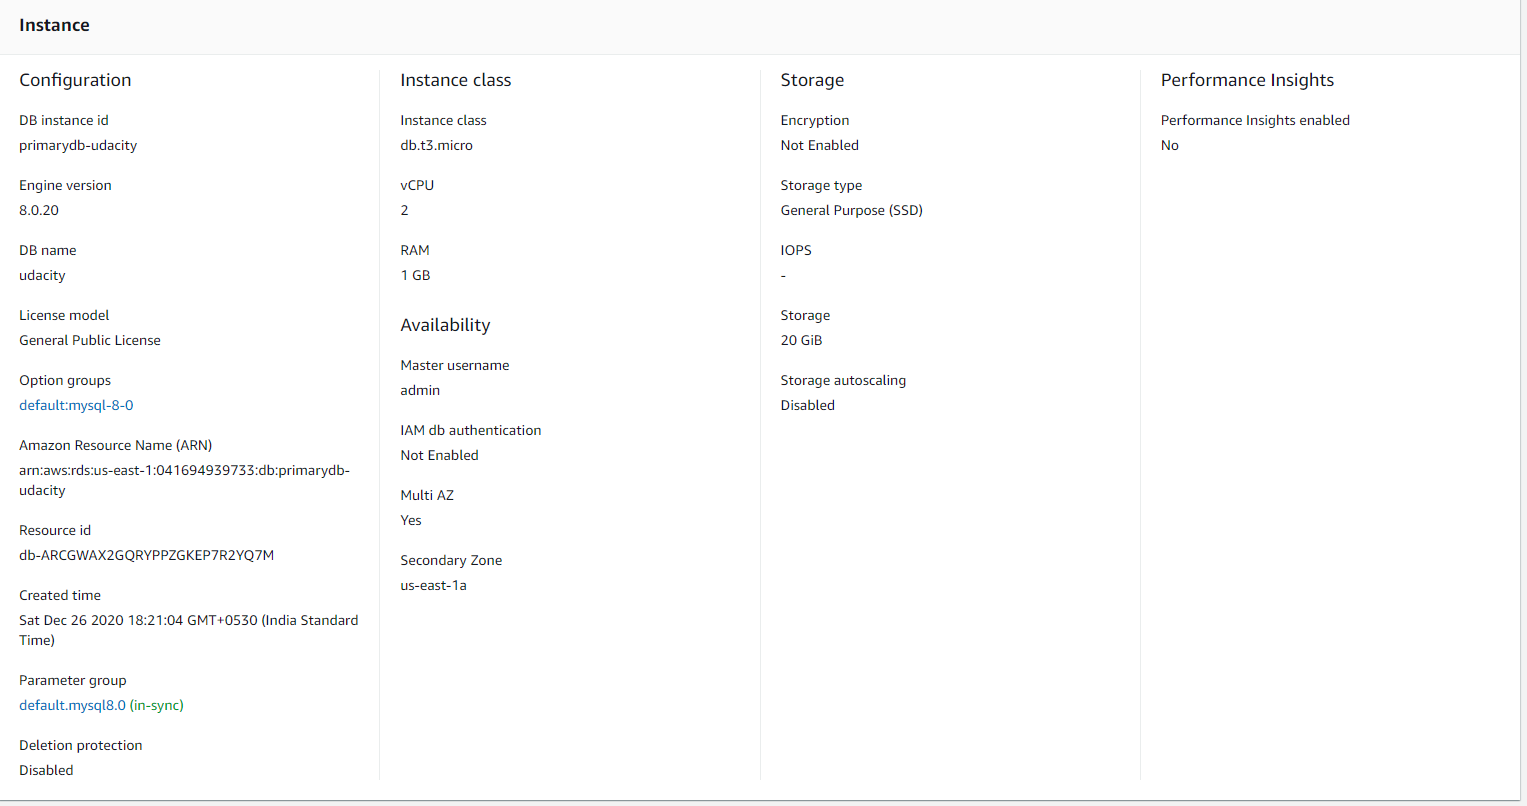 Instance
Configuration
DB instance id
primarydb-udacity
Engine version
8.0.20
DB name
udacity
License model
General Public License
Option groups
default:mysql-8-0
Amazon Resource Name (ARN)
arn:aws:rds:us-east-1:041694939733:db:primarydb-
udacity
Resource id
db-ARCGWAX2GQRYPPZGKEP7R2YQ7M
Created time
Sat Dec 26 2020 18:21:04 GMT+0530 (India Standard
Time)
Parameter group
default.mysql8.0 (in-sync)
Deletion protection
Disabled
Instance class
Instance class
db.t3.micro
vCPU
2
RAM
1 GB
Availability
Master username
admin
IAM db authentication
Not Enabled
Multi AZ
Yes
Secondary Zone
us-east-1a
Storage
Encryption
Not Enabled
Storage type
General Purpose (SSD)
IOPS
-
Storage
20 GiB
Storage autoscaling
Disabled
Performance Insights
Performance Insights enabled
No